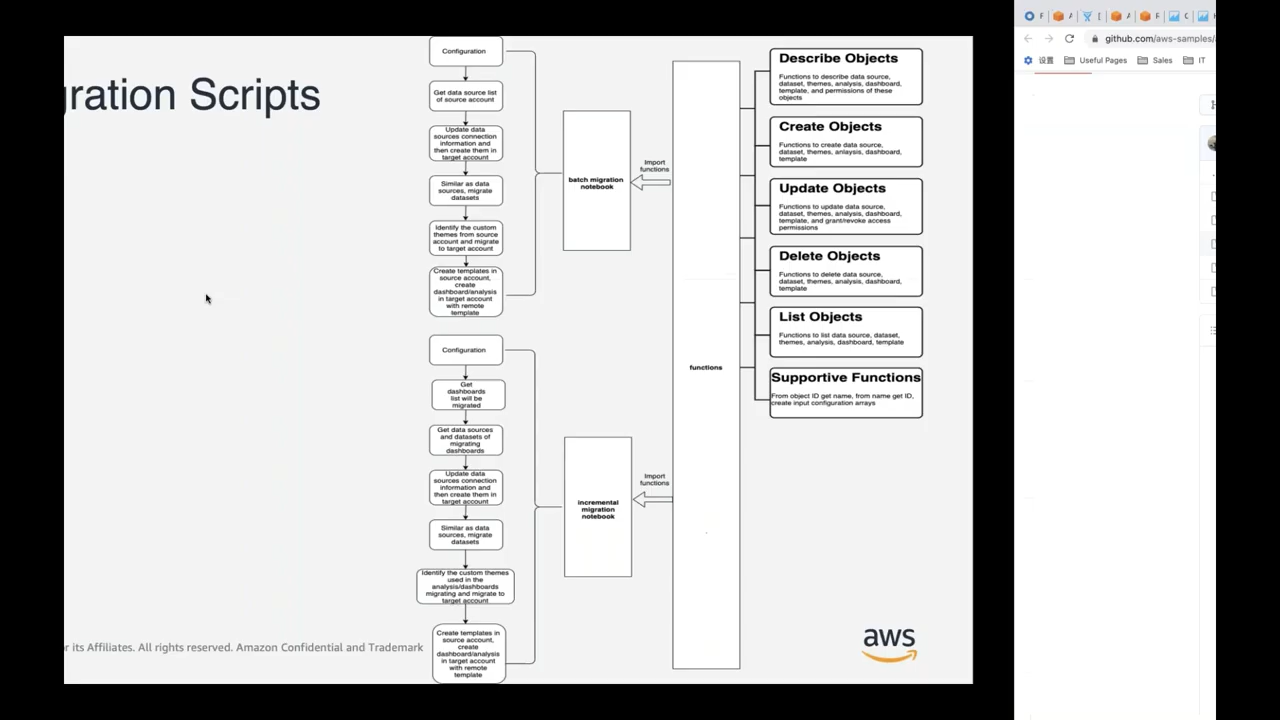 gration Scripts
Configuration
Get data source list
of source account
Update data
sources connection
information and
then create them in
target account
Similar as data
sources, migrate
datasets
Identify the custom
themes from source
account and migrate
to target account
Create templates in
source account,
create
dashboard/analysis
in target account
with remote
template
batch migration
notebook
Import
functions
Configuration
Get
dashboards
list will be
migrated
Get data sources
and datasets of
migrating
dashboards
Update data
sources connection
information and
then create them in
target account
Similar as data
sources, migrate
datasets
Identify the custom themes
used in the
analysis/dashboards
migrating and migrate to
target account
Create templates in
source account,
create
dashboard/analysis
in target account
with remote
template
incremental
migration
notebook
Import
functions
functions
Describe Objects
Functions to describe data source,
dataset, themes, analysis, dashboard,
template, and permissions of these
objects
Create Objects
Functions to create data source,
dataset, themes, anlaysis, dashboard,
template
Update Objects
Functions to update data source,
dataset, themes, analysis, dashboard,
template, and grant/revoke access
permissions
Delete Objects
Functions to delete data source,
dataset, themes, analysis, dashboard,
template
List Objects
Functions to list data source, dataset,
themes, analysis, dashboard, template
Supportive Functions
From object ID get name, from name get ID,
create input configuration arrays
r its Affiliates. All rights reserved. Amazon Confidential and Trademark
aws
github.com/aws-samples/
设置 Useful Pages Sales IT